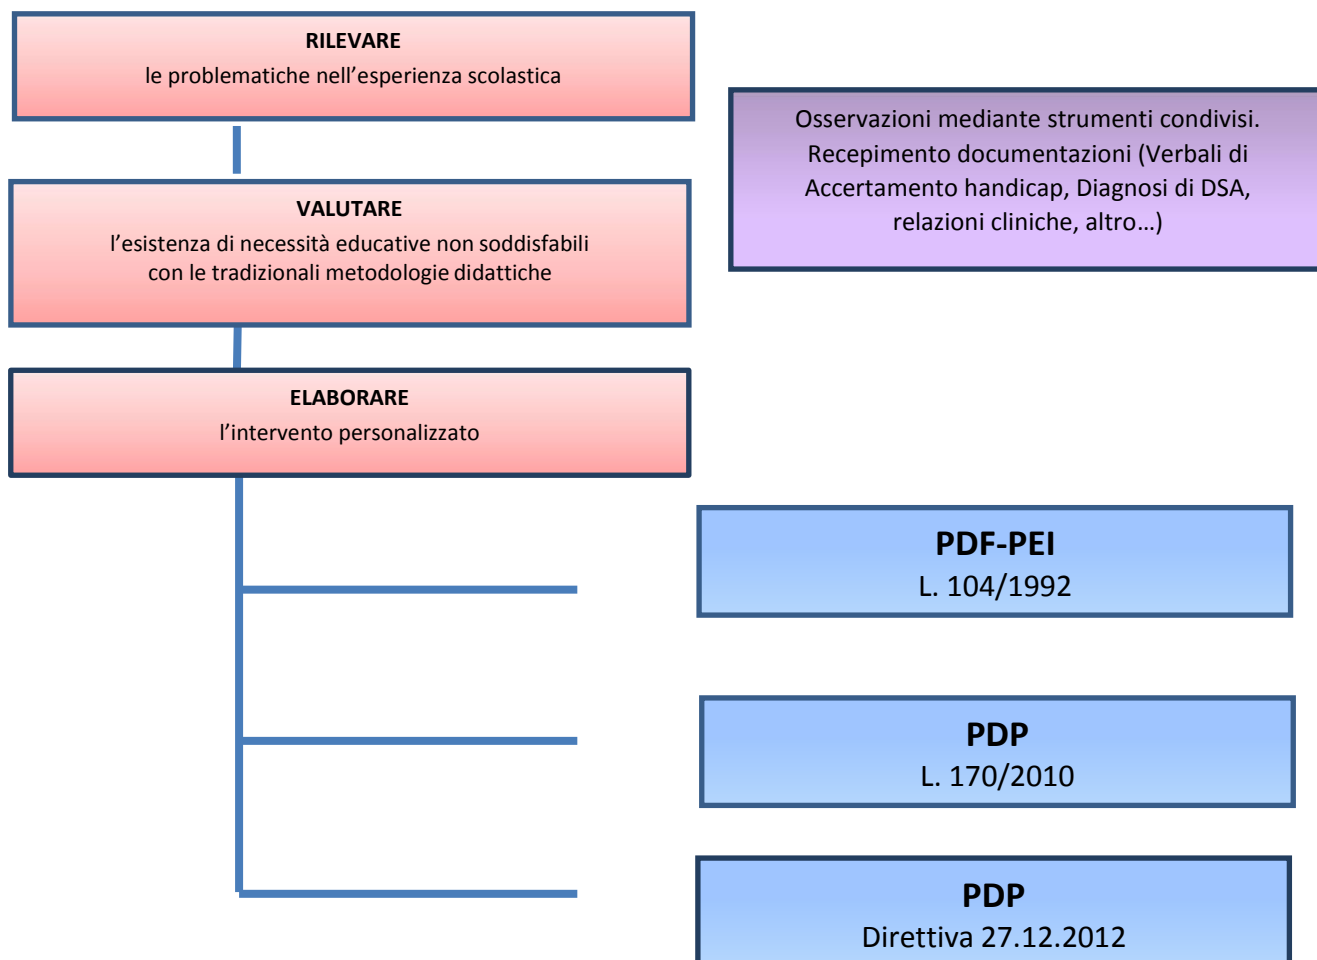 RILEVARE
le problematiche nell’esperienza scolastica
Osservazioni mediante strumenti condivisi.
Recepimento documentazioni (Verbali di
Accertamento handicap, Diagnosi di DSA,
relazioni cliniche, altro…)
VALUTARE
l’esistenza di necessità educative non soddisfabili
con le tradizionali metodologie didattiche
ELABORARE
l’intervento personalizzato
PDF-PEI
L. 104/1992
PDP
L. 170/2010
PDP
Direttiva 27.12.2012